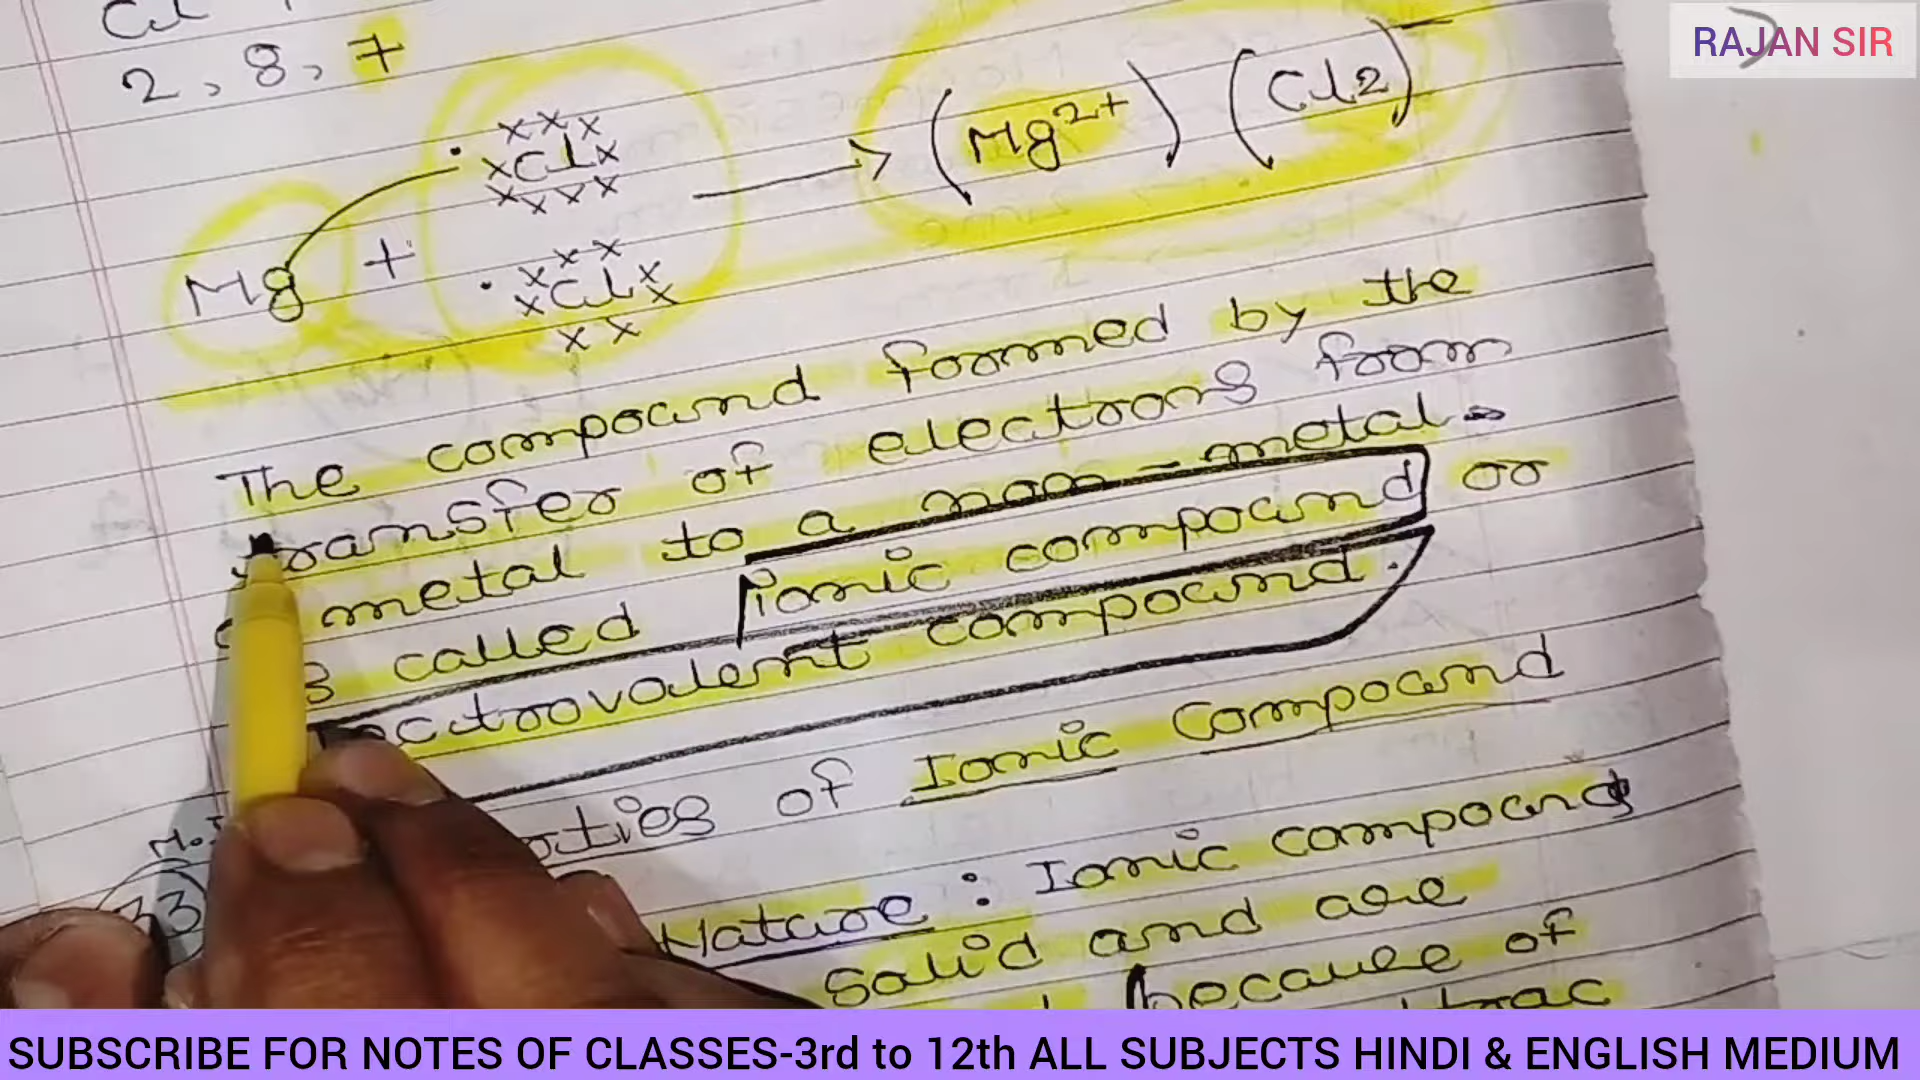 RAJAN SIR
2, 8, 7
Cl
Mg + Cl → (Mg²⁺) (Cl2)
The compound formed by the
transfer of electrons from
metal to a non-metal
called ionic compound or
compound.
of Ionic Compound
Nature : Ionic compounds
Solid and are
because of
SUBSCRIBE FOR NOTES OF CLASSES-3rd to 12th ALL SUBJECTS HINDI & ENGLISH MEDIUM